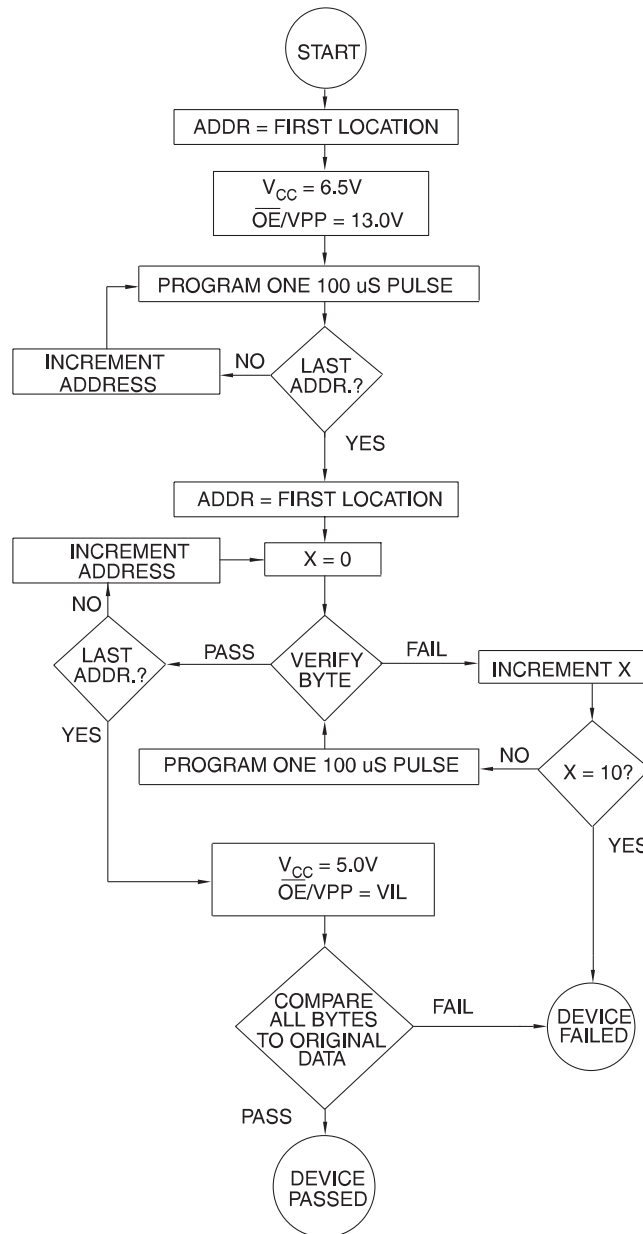 START
ADDR = FIRST LOCATION
VCC = 6.5V
OE/VPP = 13.0V
PROGRAM ONE 100 uS PULSE
INCREMENT
ADDRESS
NO
LAST
ADDR.?
YES
ADDR = FIRST LOCATION
INCREMENT
ADDRESS
X = 0
NO
LAST
ADDR.?
PASS
VERIFY
BYTE
FAIL
INCREMENT X
YES
PROGRAM ONE 100 uS PULSE
NO
X = 10?
YES
VCC = 5.0V
OE/VPP = VIL
COMPARE
ALL BYTES
TO ORIGINAL
DATA
FAIL
DEVICE
FAILED
PASS
DEVICE
PASSED